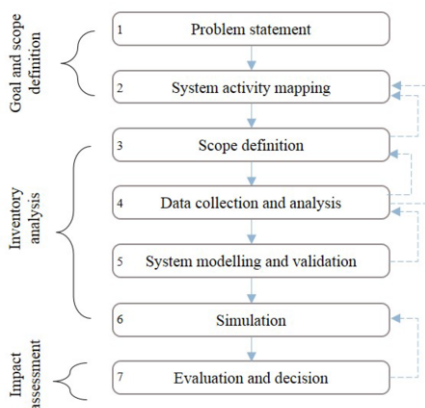 Goal and scope
definition
1 Problem statement
2 System activity mapping
Inventory
analysis
3 Scope definition
4 Data collection and analysis
5 System modelling and validation
6 Simulation
Impact
assessment
7 Evaluation and decision